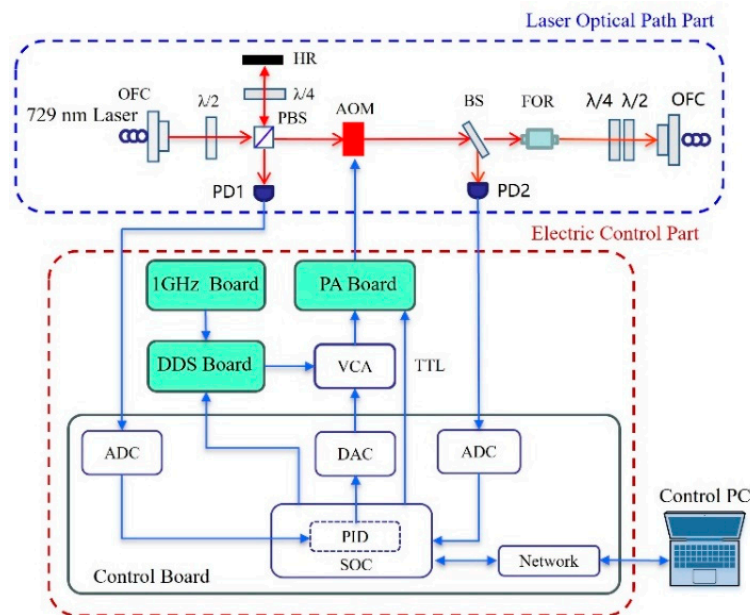 Laser Optical Path Part
HR
OFC
λ/2
λ/4
729 nm Laser
PBS
AOM
BS
FOR
λ/4 λ/2
OFC
PD1
PD2
Electric Control Part
1GHz Board
PA Board
DDS Board
VCA
TTL
ADC
DAC
ADC
Control PC
PID
SOC
Network
Control Board